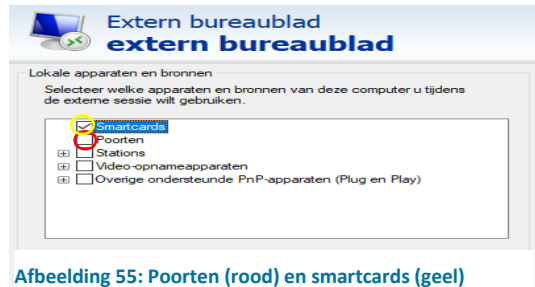 Extern bureaublad
extern bureaublad
Lokale apparaten en bronnen
Selecteer welke apparaten en bronnen van deze computer u tijdens
de externe sessie wilt gebruiken.
Smartcards
Poorten
Stations
Video-opnameapparaten
Overige ondersteunde PnP-apparaten (Plug en Play)
Afbeelding 55: Poorten (rood) en smartcards (geel)